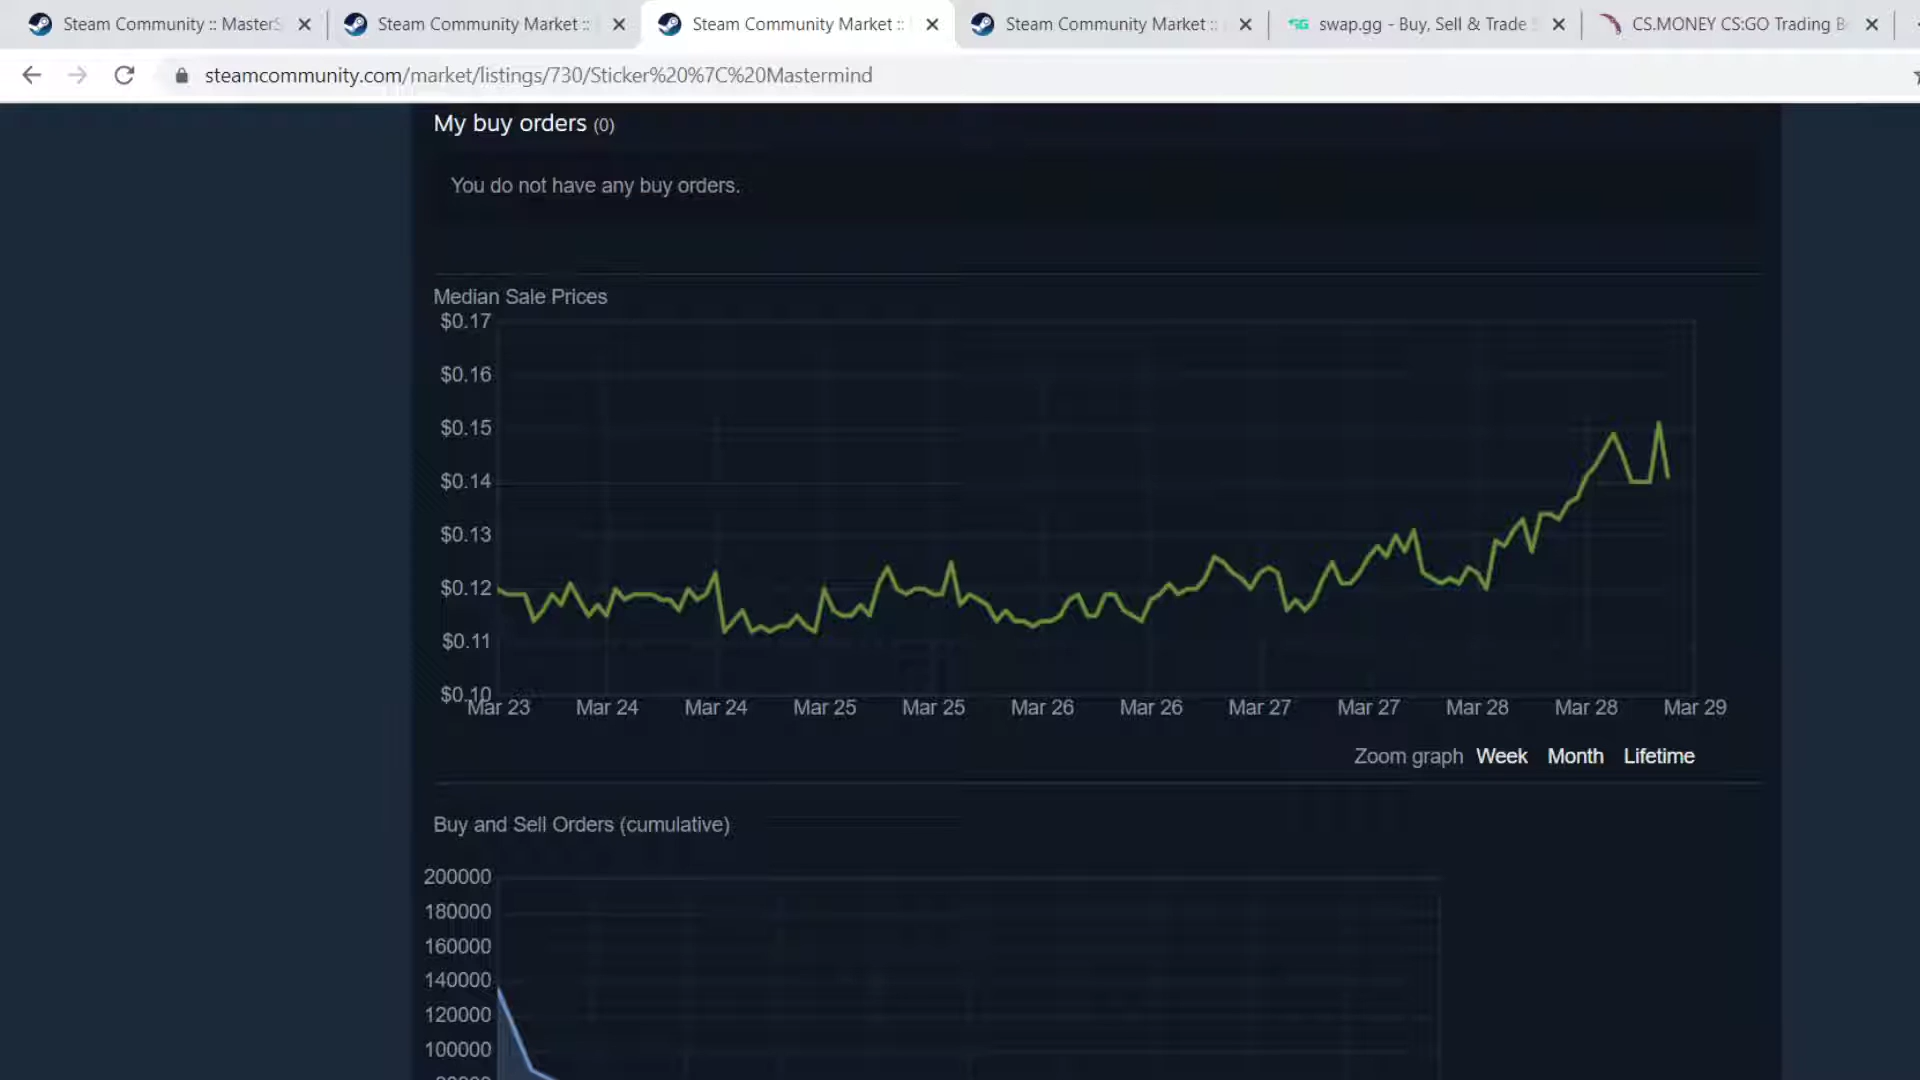 Steam Community :: MasterS
Steam Community Market ::
Steam Community Market ::
Steam Community Market ::
swap.gg - Buy, Sell & Trade
CS.MONEY CS:GO Trading B
steamcommunity.com/market/listings/730/Sticker%20%7C%20Mastermind
My buy orders (0)
You do not have any buy orders.
Median Sale Prices
$0.17
$0.16
$0.15
$0.14
$0.13
$0.12
$0.11
$0.10
Mar 23 Mar 24 Mar 24 Mar 25 Mar 25 Mar 26 Mar 26 Mar 27 Mar 27 Mar 28 Mar 28 Mar 29
Zoom graph Week Month Lifetime
Buy and Sell Orders (cumulative)
200000
180000
160000
140000
120000
100000